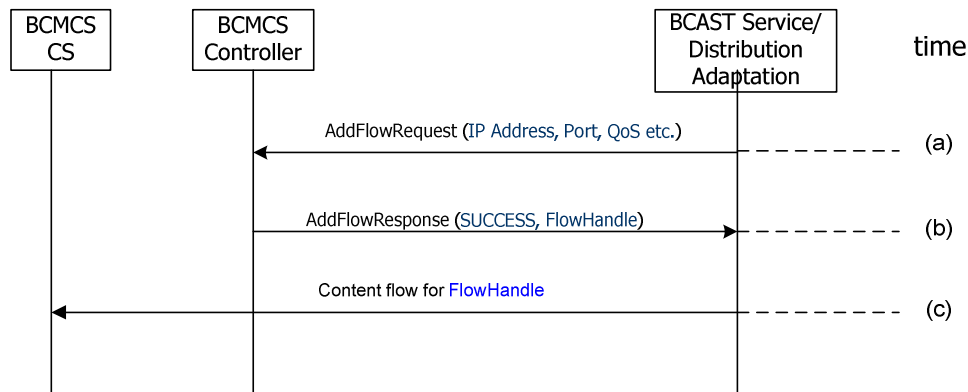 BCMCS
CS
BCMCS
Controller
BCAST Service/
Distribution
Adaptation
time
AddFlowRequest (IP Address, Port, QoS etc.)
(a)
AddFlowResponse (SUCCESS, FlowHandle)
(b)
Content flow for FlowHandle
(c)